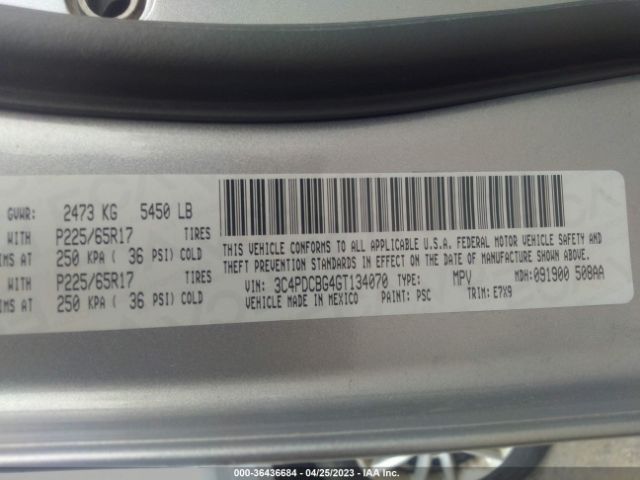 GVWR: 2473 KG 5450 LB
WITH P225/65R17 TIRES
IMS AT 250 KPA ( 36 PSI) COLD
WITH P225/65R17 TIRES
IMS AT 250 KPA ( 36 PSI) COLD
THIS VEHICLE CONFORMS TO ALL APPLICABLE U.S.A. FEDERAL MOTOR VEHICLE SAFETY AND
THEFT PREVENTION STANDARDS IN EFFECT ON THE DATE OF MANUFACTURE SHOWN ABOVE.
VIN: 3C4PDCBG4GT134070 TYPE: MPV MDH: 091900 508AA
VEHICLE MADE IN MEXICO PAINT: PSC TRIM: E7X9
000-36436684 - 04/25/2023 - IAA Inc.